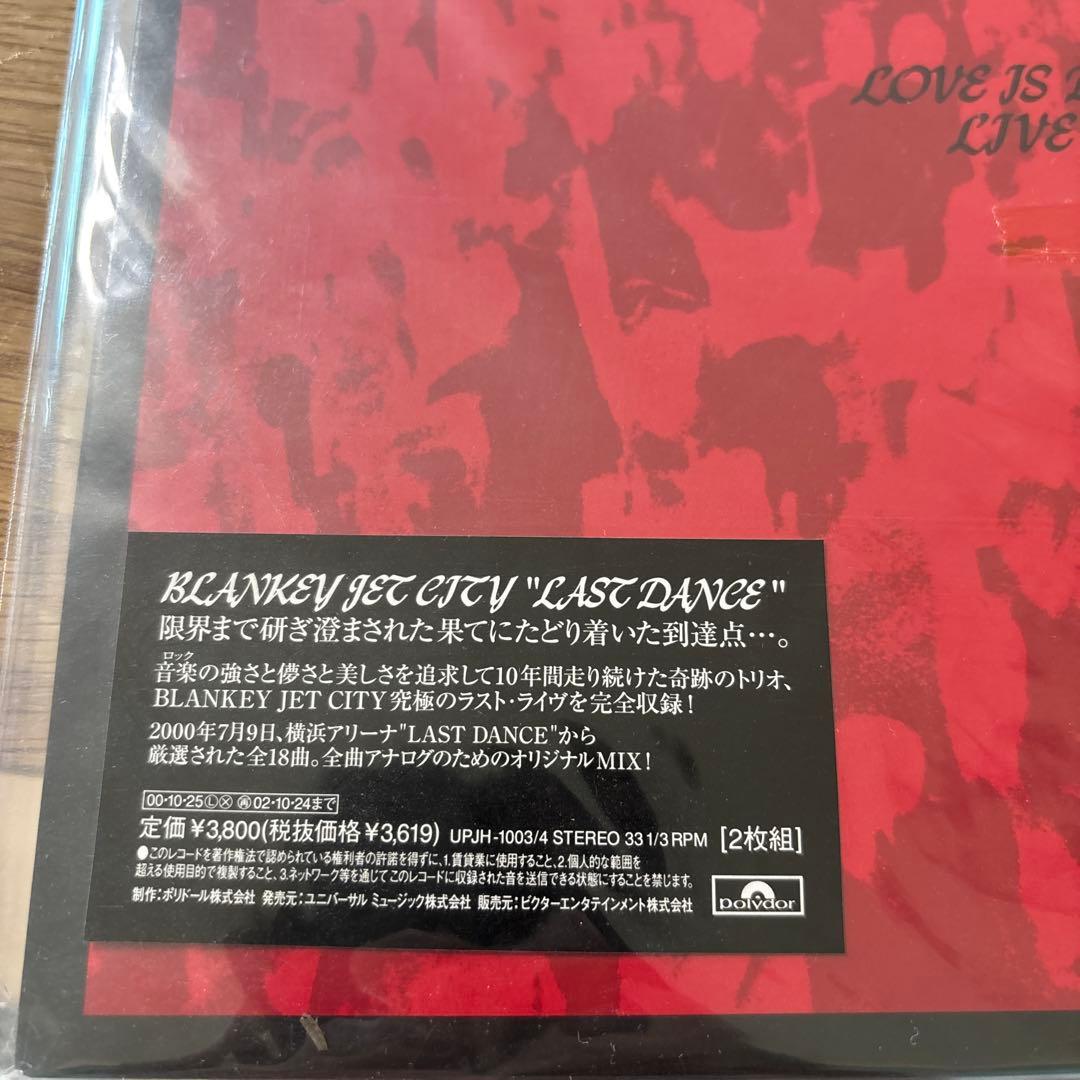 LOVE IS
LIVE
BLANKEY JET CITY "LAST DANCE"
限界まで研ぎ澄まされた果てにたどり着いた到達点…。
ロック
音楽の強さと儚さと美しさを追求して10年間走り続けた奇跡のトリオ、
BLANKEY JET CITY究極のラスト・ライヴを完全収録!
2000年7月9日、横浜アリーナ"LAST DANCE"から
厳選された全18曲。全曲アナログのためのオリジナルMIX!
00・10・25Ⓛ🅧 ㊢02・10・24まで
定価¥3,800(税抜価格¥3,619) UPJH-1003/4 STEREO 33 1/3 RPM [2枚組]
●このレコードを著作権法で認められている権利者の許諾を得ずに、1.賃貸業に使用すること、2.個人的な範囲を
超える使用目的で複製すること、3.ネットワーク等を通じてこのレコードに収録された音を送信できる状態にすることを禁じます。
制作:ポリドール株式会社 発売元:ユニバーサル ミュージック株式会社 販売元:ビクターエンタテインメント株式会社
polydor